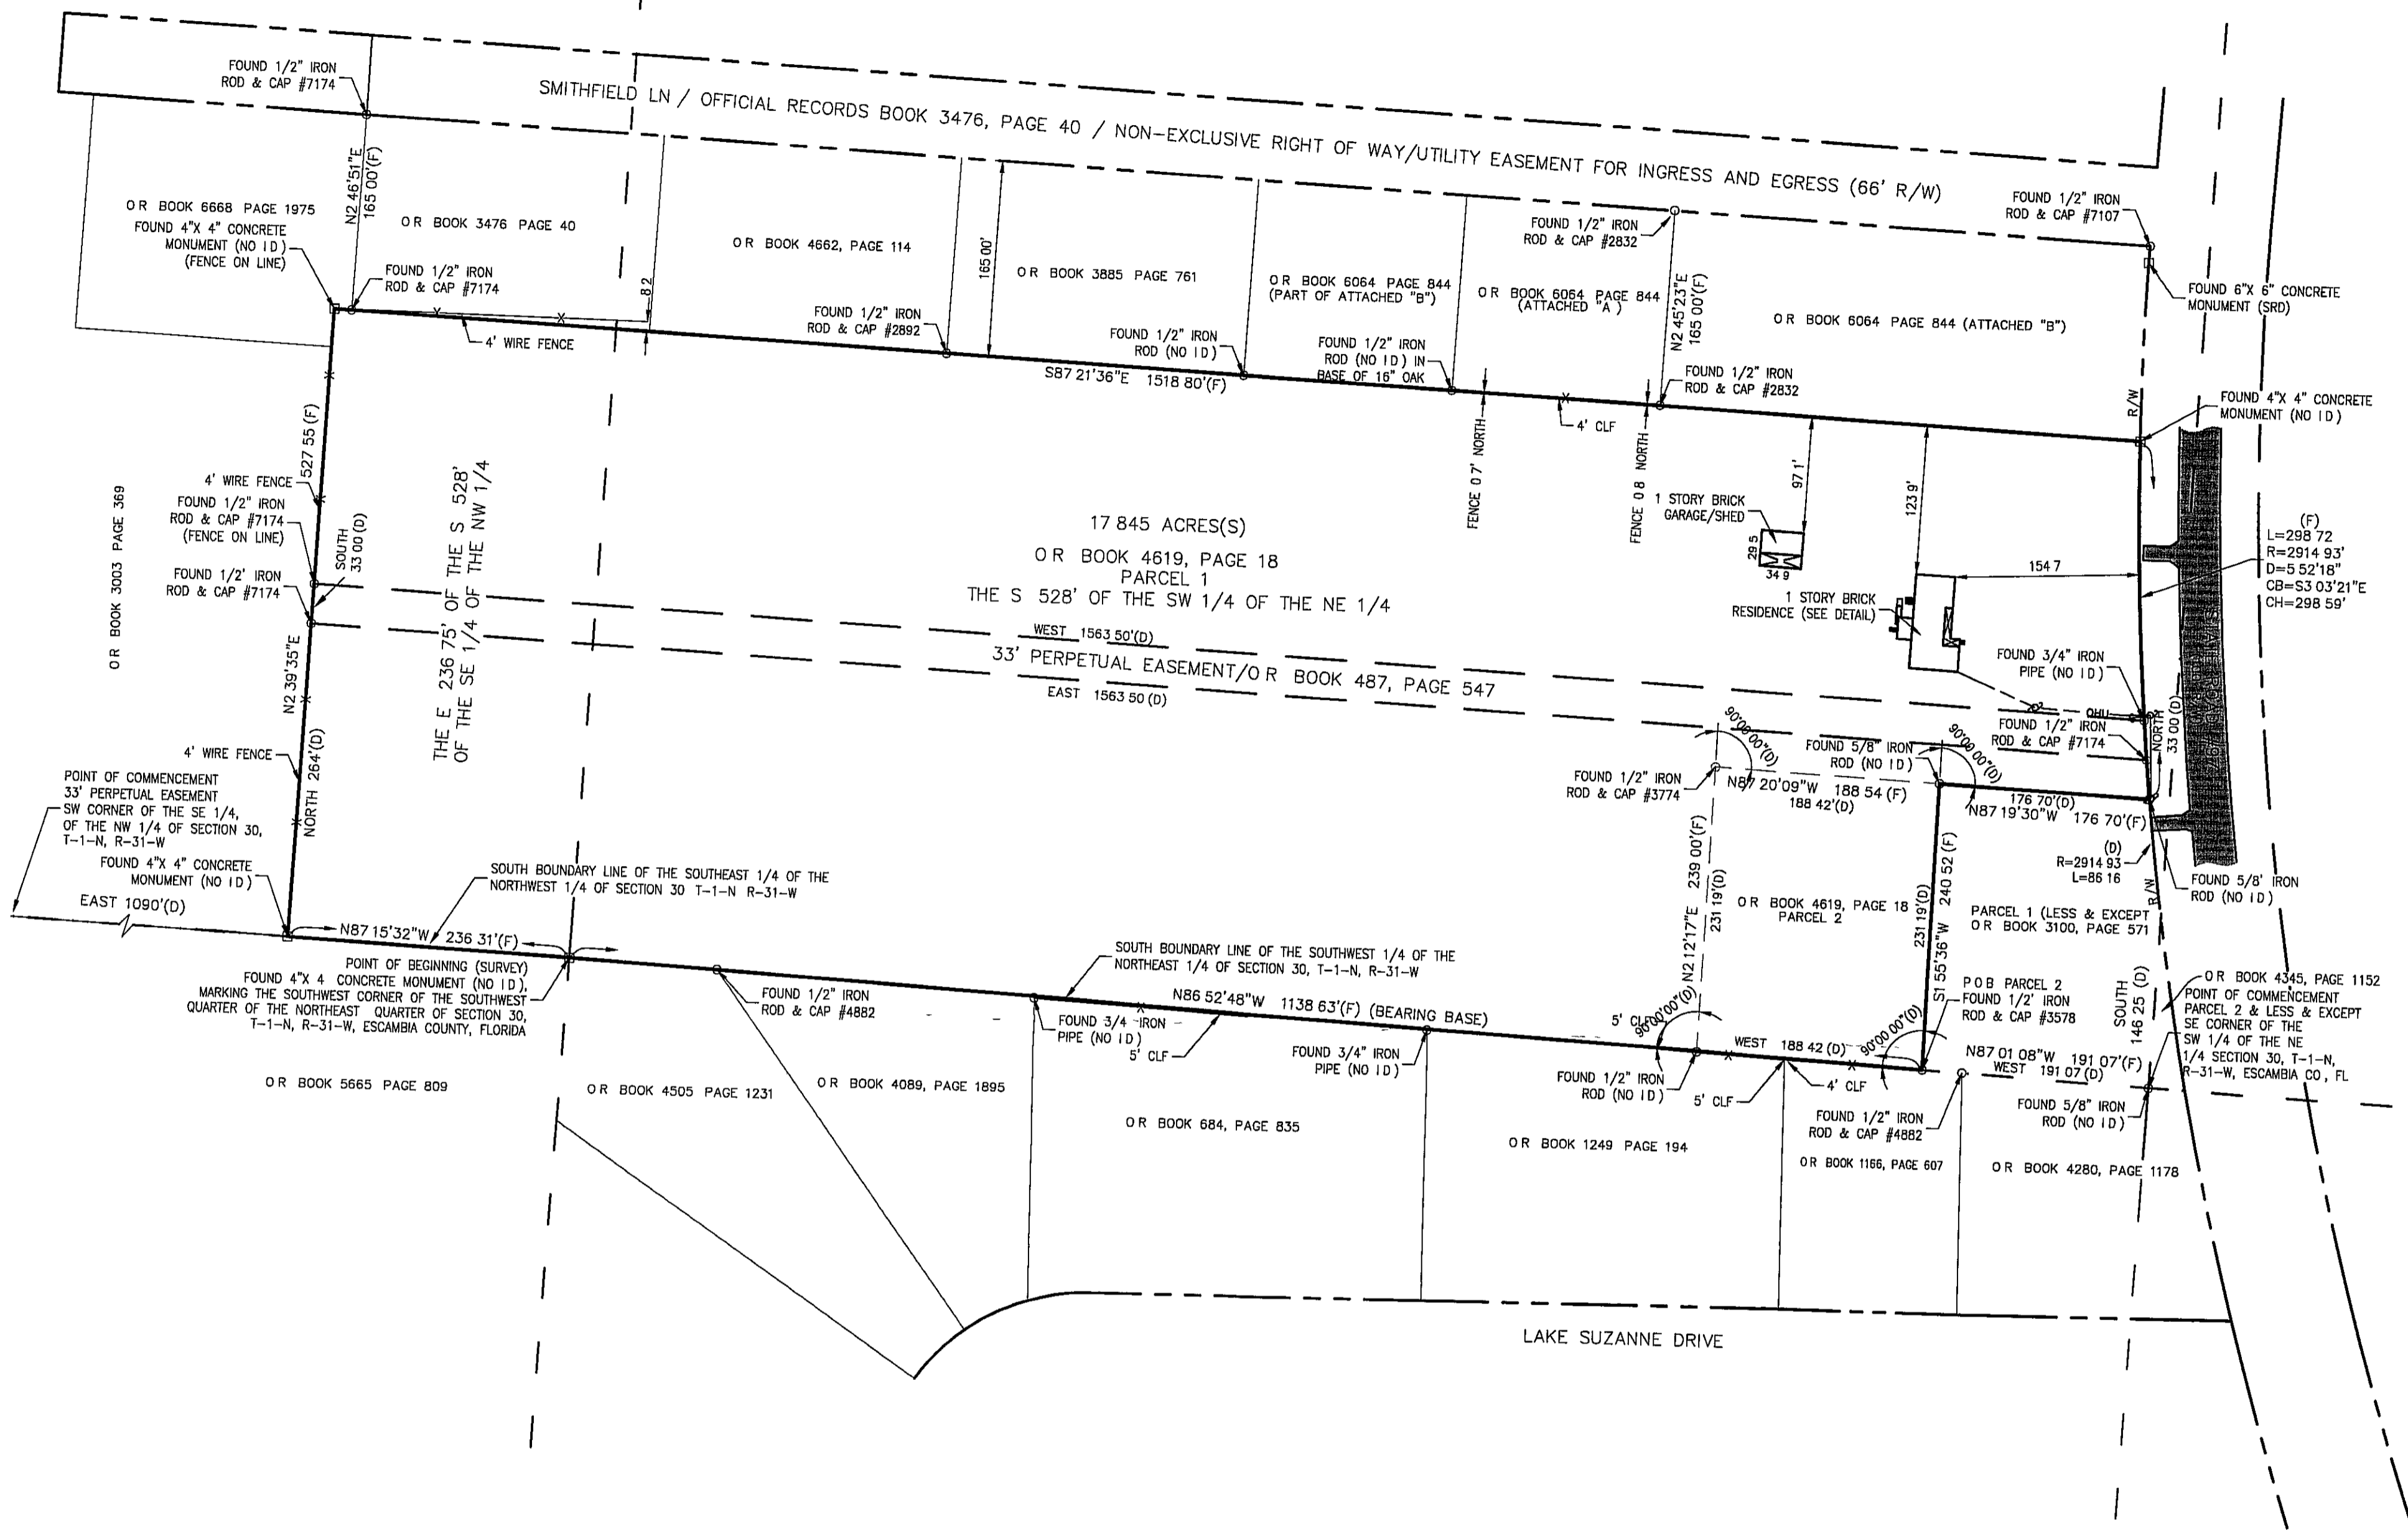 FOUND 1/2" IRON
ROD & CAP #7174
SMITHFIELD LN / OFFICIAL RECORDS BOOK 3476, PAGE 40 / NON-EXCLUSIVE RIGHT OF WAY/UTILITY EASEMENT FOR INGRESS AND EGRESS (66' R/W)
N2 46'51"E
165 00'(F)
O R BOOK 6668 PAGE 1975
FOUND 4"X 4" CONCRETE
MONUMENT (NO I D)
(FENCE ON LINE)
O R BOOK 3476 PAGE 40
FOUND 1/2" IRON
ROD & CAP #7174
4' WIRE FENCE
8 2
O R BOOK 4662, PAGE 114
FOUND 1/2" IRON
ROD & CAP #2892
165 00'
O R BOOK 3885 PAGE 761
FOUND 1/2" IRON
ROD (NO I D)
O R BOOK 6064 PAGE 844
(PART OF ATTACHED "B")
FOUND 1/2" IRON
ROD (NO I D) IN
BASE OF 16" OAK
FOUND 1/2" IRON
ROD & CAP #2832
O R BOOK 6064 PAGE 844
(ATTACHED "A )
N2 45'23"E
165 00'(F)
FOUND 1/2" IRON
ROD & CAP #2832
O R BOOK 6064 PAGE 844 (ATTACHED "B")
FOUND 1/2" IRON
ROD & CAP #7107
FOUND 6"X 6" CONCRETE
MONUMENT (SRD)
R/W
FOUND 4"X 4" CONCRETE
MONUMENT (NO I D)
S87 21'36"E 1518 80'(F)
FENCE 0 7' NORTH
4' CLF
FENCE 0 8 NORTH
97 1'
123 9'
1 STORY BRICK
GARAGE/SHED
29 5
34 9
154 7
1 STORY BRICK
RESIDENCE (SEE DETAIL)
(F)
L=298 72
R=2914 93'
D=5 52'18"
CB=S3 03'21"E
CH=298 59'
O R BOOK 3003 PAGE 369
527 55 (F)
4' WIRE FENCE
FOUND 1/2" IRON
ROD & CAP #7174
(FENCE ON LINE)
SOUTH
33 00 (D)
FOUND 1/2' IRON
ROD & CAP #7174
THE E 236 75' OF THE S 528'
OF THE SE 1/4 OF THE NW 1/4
17 845 ACRES(S)
O R BOOK 4619, PAGE 18
PARCEL 1
THE S 528' OF THE SW 1/4 OF THE NE 1/4
WEST 1563 50'(D)
33' PERPETUAL EASEMENT/O R BOOK 487, PAGE 547
EAST 1563 50 (D)
FOUND 3/4" IRON
PIPE (NO I D)
OHU
FOUND 1/2" IRON
ROD & CAP #7174
NORTH
33 00 (D)
N2 39'35"E
4' WIRE FENCE
NORTH 264'(D)
POINT OF COMMENCEMENT
33' PERPETUAL EASEMENT
SW CORNER OF THE SE 1/4,
OF THE NW 1/4 OF SECTION 30,
T-1-N, R-31-W
FOUND 4"X 4" CONCRETE
MONUMENT (NO I D)
EAST 1090'(D)
90'00'00"(D)
FOUND 1/2" IRON
ROD & CAP #3774
N87 20'09"W 188 54 (F)
188 42'(D)
FOUND 5/8" IRON
ROD (NO I D)
90'00'00"(D)
176 70'(D)
N87 19'30"W 176 70'(F)
(D)
R=2914 93
L=86 16
R/W
FOUND 5/8' IRON
ROD (NO I D)
SOUTH BOUNDARY LINE OF THE SOUTHEAST 1/4 OF THE
NORTHWEST 1/4 OF SECTION 30 T-1-N R-31-W
N87 15'32"W 236 31'(F)
POINT OF BEGINNING (SURVEY)
FOUND 4"X 4 CONCRETE MONUMENT (NO I D),
MARKING THE SOUTHWEST CORNER OF THE SOUTHWEST
QUARTER OF THE NORTHEAST QUARTER OF SECTION 30,
T-1-N, R-31-W, ESCAMBIA COUNTY, FLORIDA
FOUND 1/2" IRON
ROD & CAP #4882
SOUTH BOUNDARY LINE OF THE SOUTHWEST 1/4 OF THE
NORTHEAST 1/4 OF SECTION 30, T-1-N, R-31-W
N86 52'48"W 1138 63'(F) (BEARING BASE)
FOUND 3/4 IRON
PIPE (NO I D)
5' CLF
FOUND 3/4" IRON
PIPE (NO I D)
N2 12'17"E 239 00'(F)
231 19'(D)
O R BOOK 4619, PAGE 18
PARCEL 2
231 19'(D)
S1 55'36"W 240 52 (F)
PARCEL 1 (LESS & EXCEPT
O R BOOK 3100, PAGE 571
5' CLF
90'00'00"(D)
WEST 188 42 (D)
90'00 00"(D)
FOUND 1/2" IRON
ROD (NO I D)
5' CLF
4' CLF
P O B PARCEL 2
FOUND 1/2' IRON
ROD & CAP #3578
FOUND 1/2" IRON
ROD & CAP #4882
N87 01 08"W 191 07'(F)
WEST 191 07 (D)
SOUTH
146 25 (D)
O R BOOK 4345, PAGE 1152
POINT OF COMMENCEMENT
PARCEL 2 & LESS & EXCEPT
SE CORNER OF THE
SW 1/4 OF THE NE
1/4 SECTION 30, T-1-N,
R-31-W, ESCAMBIA CO , FL
FOUND 5/8" IRON
ROD (NO I D)
O R BOOK 5665 PAGE 809
O R BOOK 4505 PAGE 1231
O R BOOK 4089, PAGE 1895
O R BOOK 684, PAGE 835
O R BOOK 1249 PAGE 194
O R BOOK 1166, PAGE 607
O R BOOK 4280, PAGE 1178
LAKE SUZANNE DRIVE